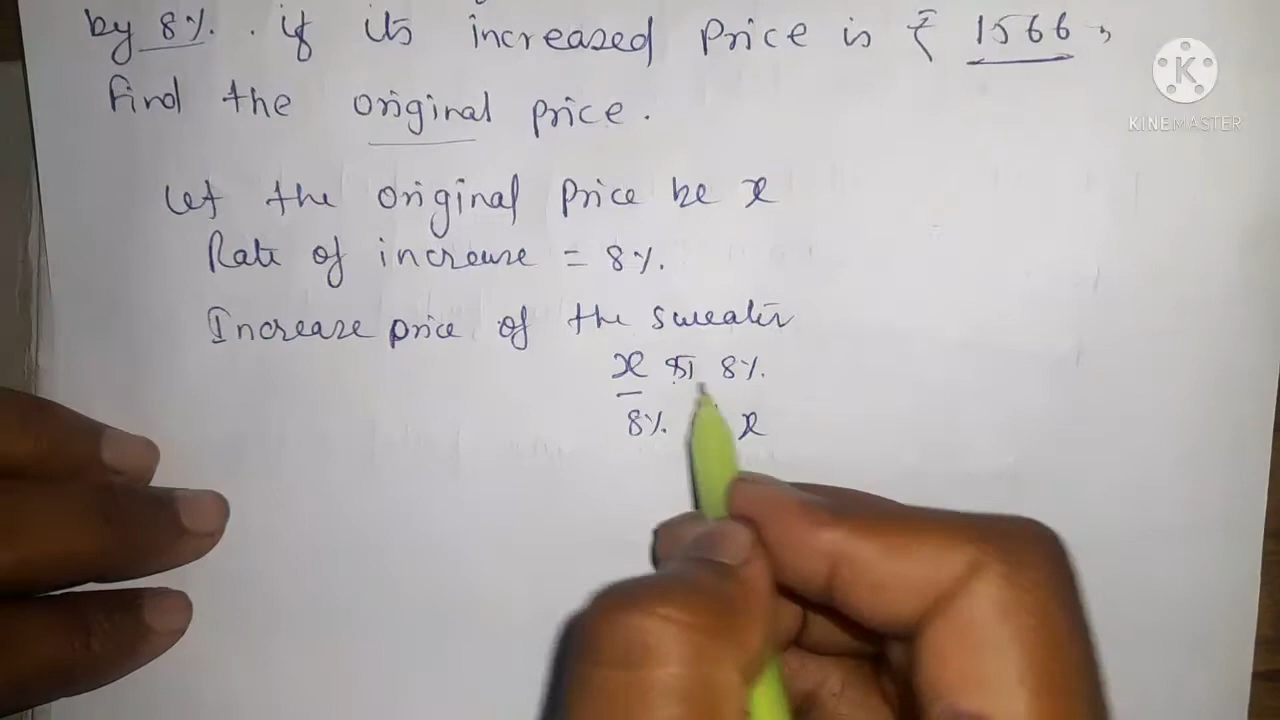 by 8%. if its increased Price is ₹ 1566,
find the original price.
Let the original price be x
Rate of increase = 8%.
Increase price of the sweater
x का 8%.
8% x
KINEMASTER